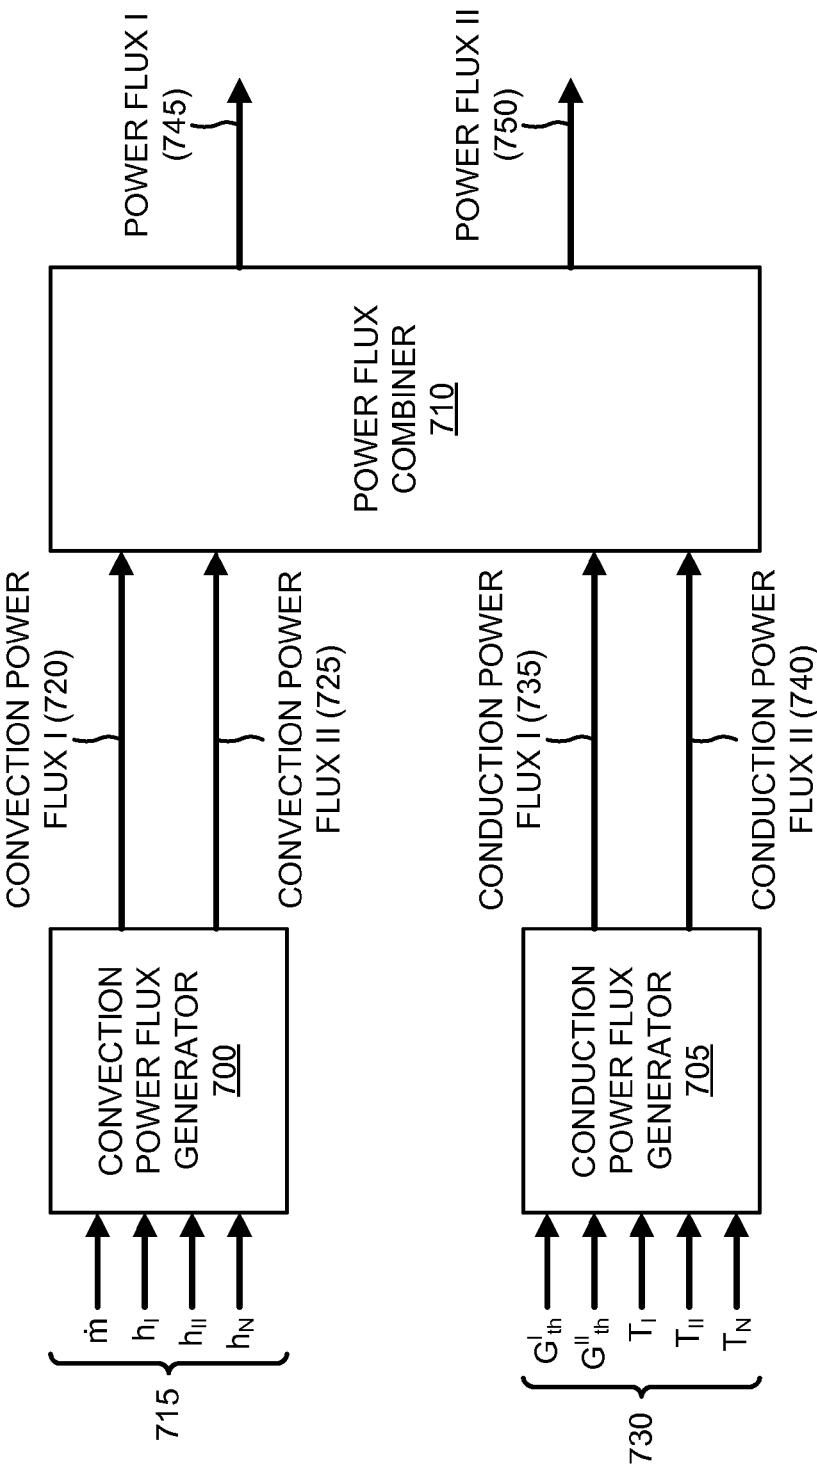 ṁ
h_I
h_II
h_N
715
CONVECTION
POWER FLUX
GENERATOR
700
CONVECTION POWER
FLUX I (720)
CONVECTION POWER
FLUX II (725)
G^I_th
G^II_th
T_I
T_II
T_N
730
CONDUCTION
POWER FLUX
GENERATOR
705
CONDUCTION POWER
FLUX I (735)
CONDUCTION POWER
FLUX II (740)
POWER FLUX
COMBINER
710
POWER FLUX I
(745)
POWER FLUX II
(750)